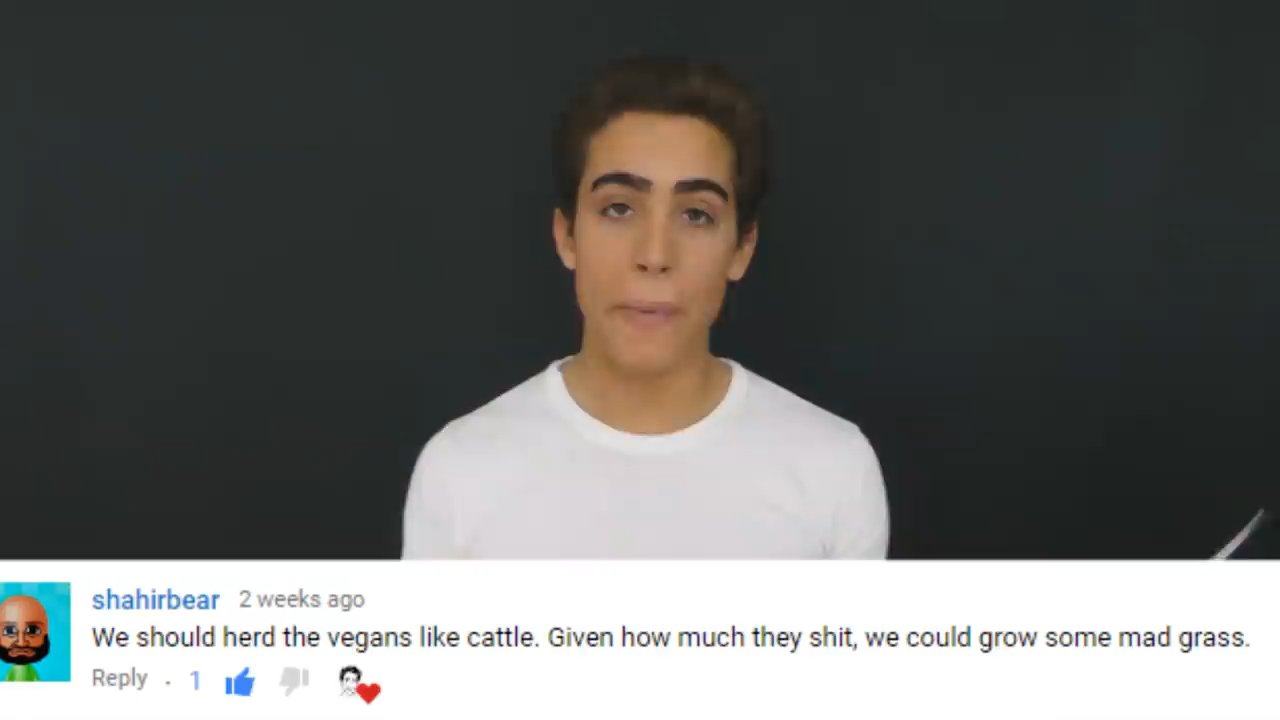 shahirbear 2 weeks ago
We should herd the vegans like cattle. Given how much they shit, we could grow some mad grass.
Reply . 1